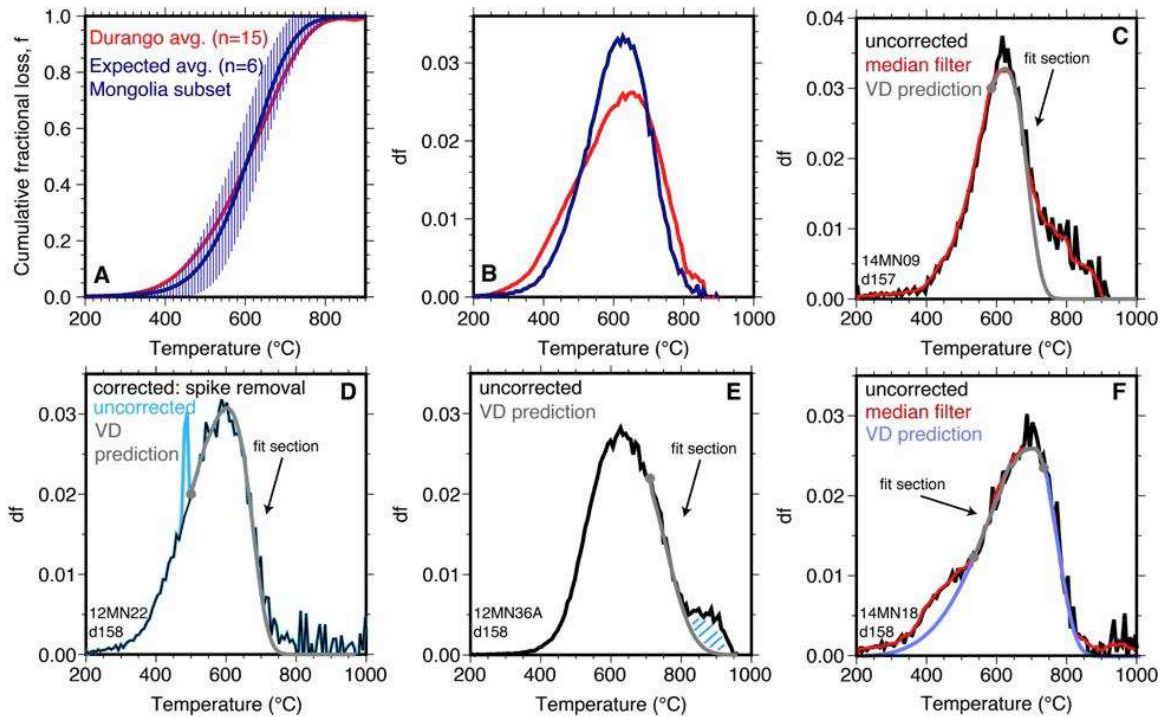 Cumulative fractional loss, f
1.0
0.8
0.6
0.4
0.2
0.0
Durango avg. (n=15)
Expected avg. (n=6)
Mongolia subset
A
200 400 600 800
Temperature (°C)
df
0.03
0.02
0.01
0.00
B
200 400 600 800 1000
Temperature (°C)
df
0.04
0.03
0.02
0.01
0.00
uncorrected
median filter
VD prediction
C
fit section
14MN09
d157
200 400 600 800 1000
Temperature (°C)
df
0.03
0.02
0.01
0.00
corrected: spike removal
uncorrected
VD
prediction
D
fit section
12MN22
d158
200 400 600 800 1000
Temperature (°C)
df
0.03
0.02
0.01
0.00
uncorrected
VD prediction
E
fit section
12MN36A
d158
200 400 600 800 1000
Temperature (°C)
df
0.03
0.02
0.01
0.00
uncorrected
median filter
VD prediction
F
fit section
14MN18
d158
200 400 600 800 1000
Temperature (°C)